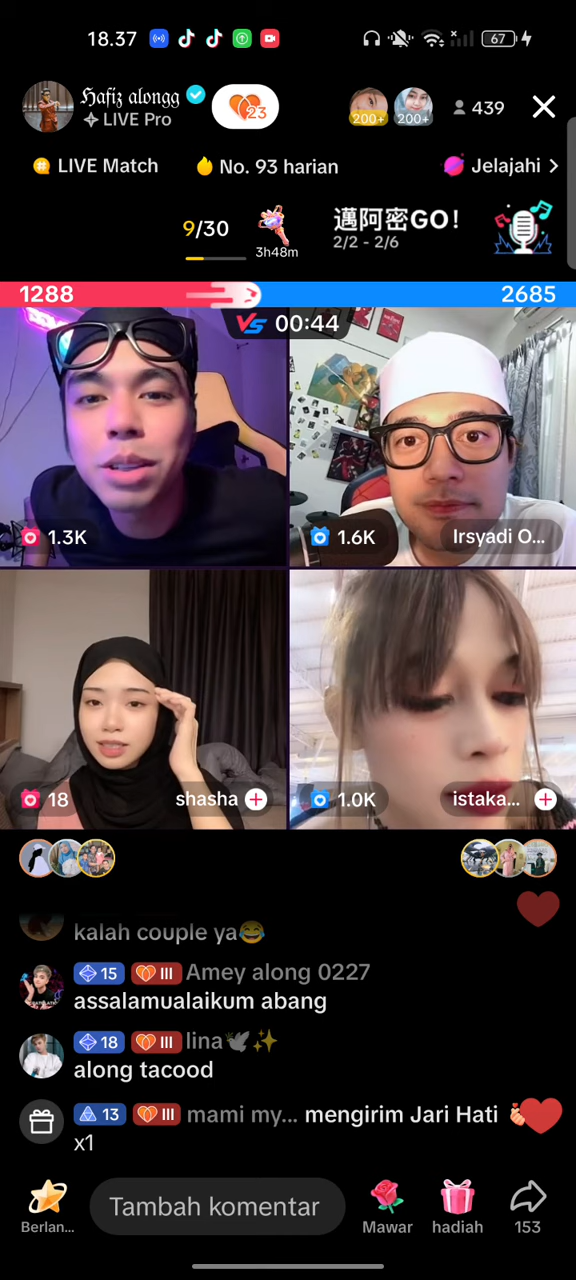 18.37
67
Hafiz alongg
LIVE Pro
23
200+
200+
439
LIVE Match
No. 93 harian
Jelajahi
9/30
3h48m
邁阿密GO!
2/2 - 2/6
1288
2685
VS 00:44
1.3K
1.6K
Irsyadi O...
18
shasha
1.0K
istaka...
kalah couple ya😂
15 III Amey along 0227
assalamualaikum abang
18 III lina🕊️✨
along tacood
13 III mami my... mengirim Jari Hati
x1
Berlan...
Tambah komentar
Mawar
hadiah
153